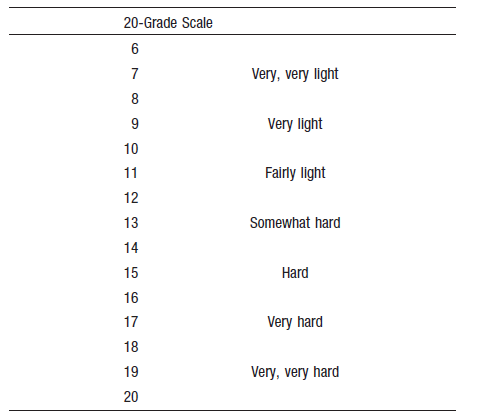 20-Grade Scale
6
7 Very, very light
8
9 Very light
10
11 Fairly light
12
13 Somewhat hard
14
15 Hard
16
17 Very hard
18
19 Very, very hard
20